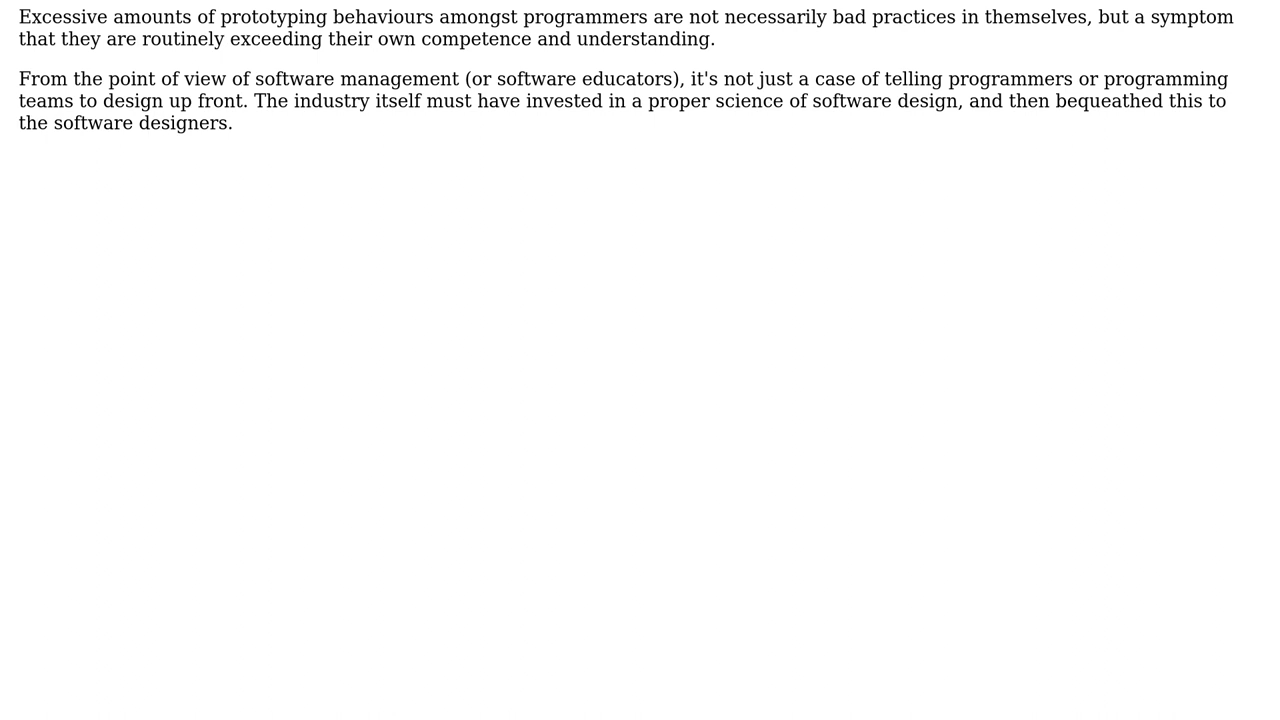 Excessive amounts of prototyping behaviours amongst programmers are not necessarily bad practices in themselves, but a symptom
that they are routinely exceeding their own competence and understanding.
From the point of view of software management (or software educators), it's not just a case of telling programmers or programming
teams to design up front. The industry itself must have invested in a proper science of software design, and then bequeathed this to
the software designers.